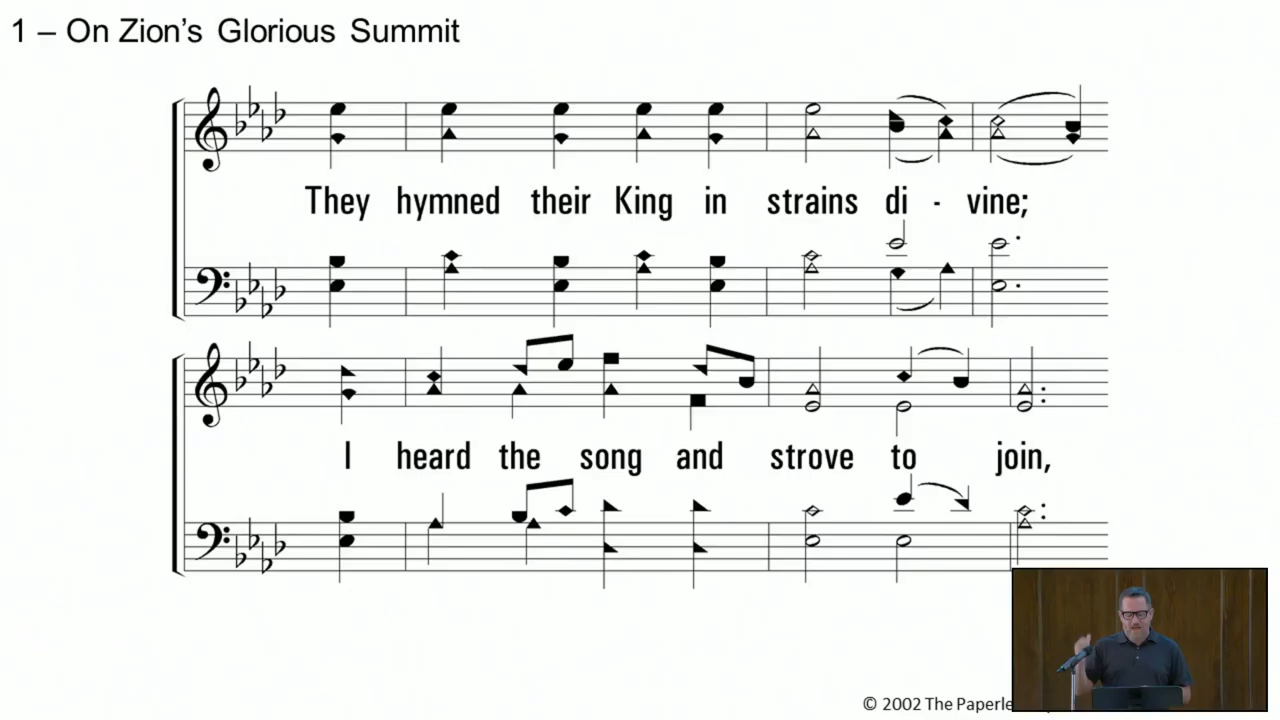 1 – On Zion’s Glorious Summit
They hymned their King in strains di - vine;
I heard the song and strove to join,
© 2002 The